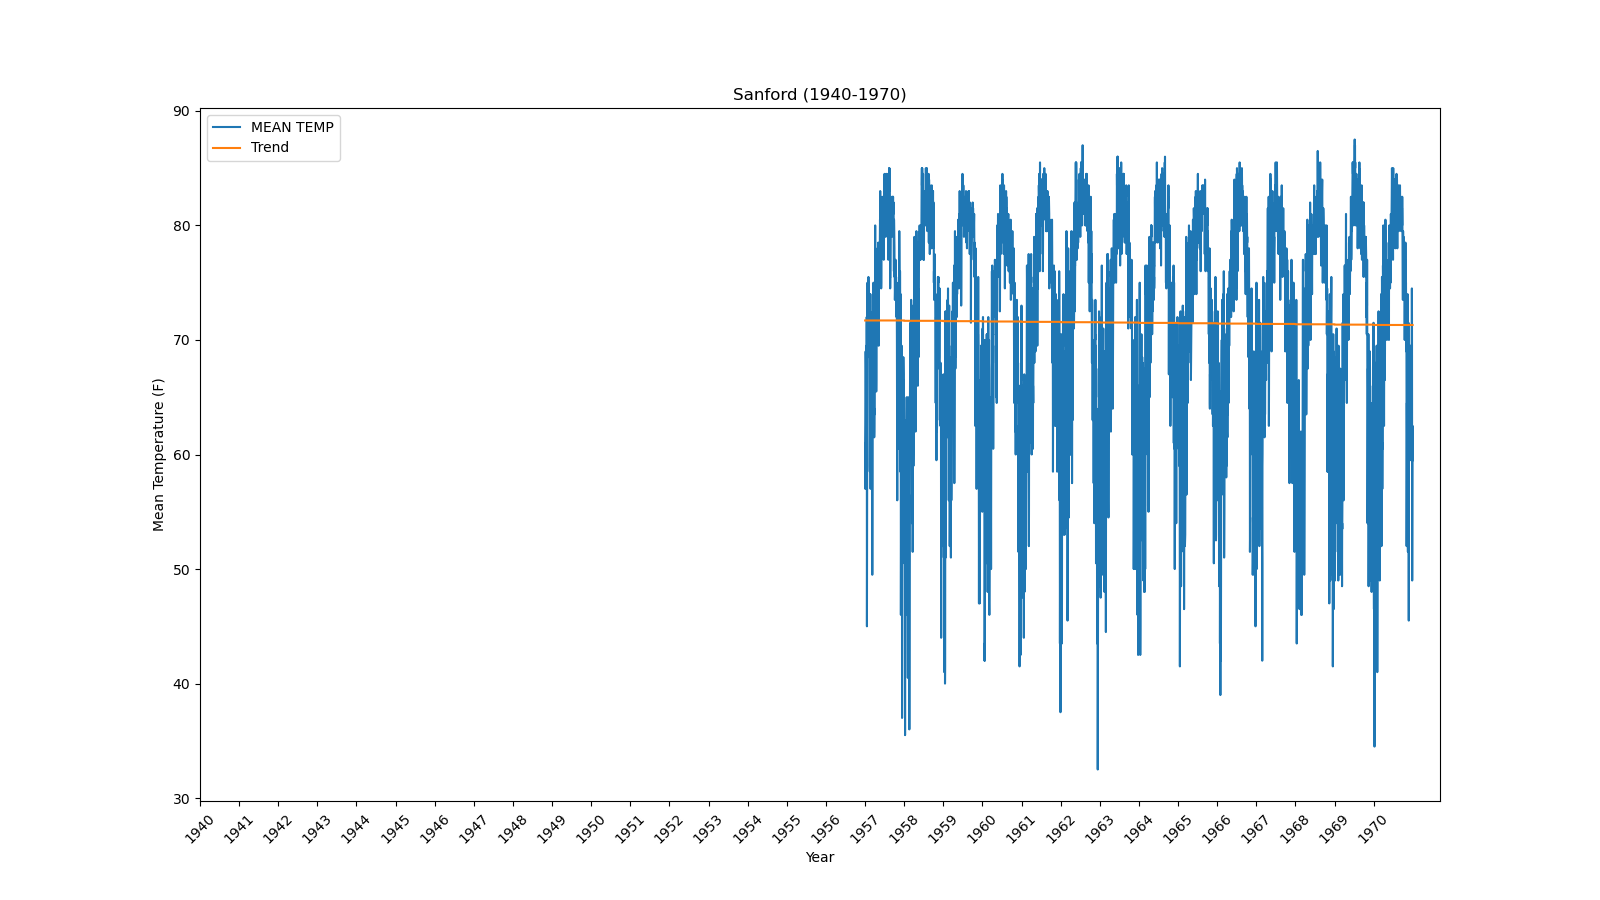 Sanford (1940-1970)
MEAN TEMP
Trend
90
80
70
60
50
40
30
Mean Temperature (F)
1940 1941 1942 1943 1944 1945 1946 1947 1948 1949 1950 1951 1952 1953 1954 1955 1956 1957 1958 1959 1960 1961 1962 1963 1964 1965 1966 1967 1968 1969 1970
Year